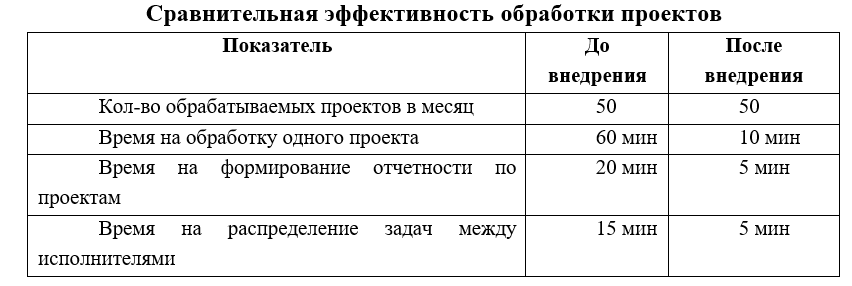 Сравнительная эффективность обработки проектов
Показатель До После
внедрения внедрения
Кол-во обрабатываемых проектов в месяц 50 50
Время на обработку одного проекта 60 мин 10 мин
Время на формирование отчетности по 20 мин 5 мин
проектам
Время на распределение задач между 15 мин 5 мин
исполнителями